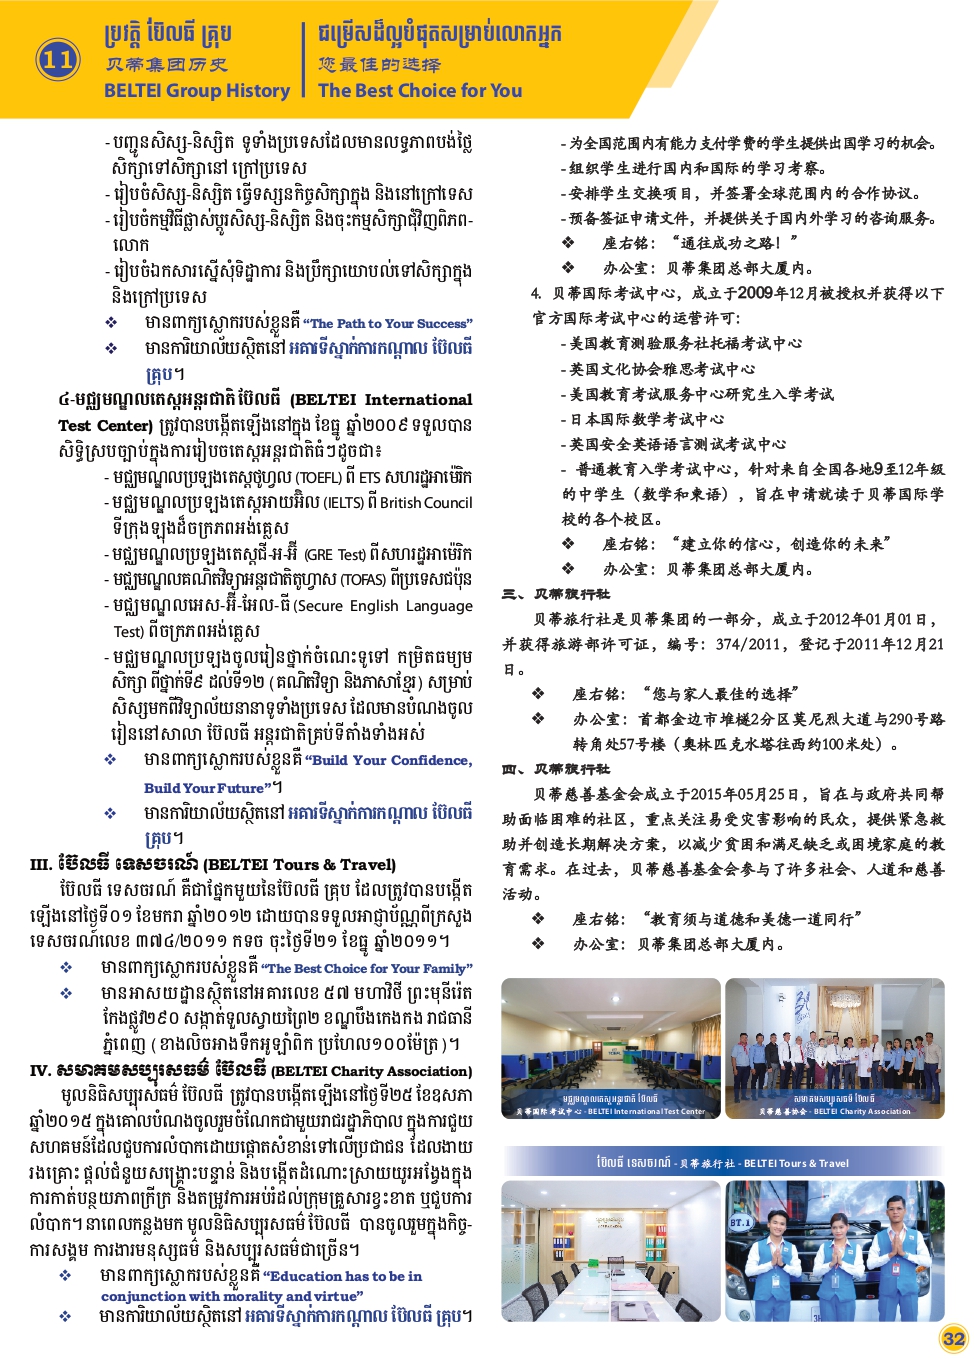 11
ប្រវត្តិ ប៊ែលធី គ្រុប
贝蒂集团历史
BELTEI Group History
ជម្រើសដ៏ល្អបំផុតសម្រាប់លោកអ្នក
您最佳的选择
The Best Choice for You
- បញ្ជូនសិស្ស-និស្សិត ទូទាំងប្រទេសដែលមានលទ្ធភាពបង់ថ្លៃ
សិក្សាទៅសិក្សានៅ ក្រៅប្រទេស
- រៀបចំសិស្ស-និស្សិត ធ្វើទស្សនកិច្ចសិក្សាក្នុង និងនៅក្រៅទេស
- រៀបចំកម្មវិធីផ្លាស់ប្តូរសិស្ស-និស្សិត និងចុះកម្មសិក្សាជុំវិញពិភព-
លោក
- រៀបចំឯកសារស្នើសុំទិដ្ឋាការ និងប្រឹក្សាយោបល់ទៅសិក្សាក្នុង
និងក្រៅប្រទេស
❖ មានពាក្យស្លោករបស់ខ្លួនគឺ “The Path to Your Success”
❖ មានការិយាល័យស្ថិតនៅ អគារទីស្នាក់ការកណ្តាល ប៊ែលធី
គ្រុប។
៤-មជ្ឈមណ្ឌលតេស្តអន្តរជាតិ ប៊ែលធី (BELTEI International
Test Center) ត្រូវបានបង្កើតឡើងនៅក្នុង ខែធ្នូ ឆ្នាំ២០០៩ ទទួលបាន
សិទ្ធិស្របច្បាប់ក្នុងការរៀបចតេស្តអន្តរជាតិធំៗដូចជា៖
- មជ្ឈមណ្ឌលប្រឡងតេស្តថូហ្វល (TOEFL) ពី ETS សហរដ្ឋអាម៉េរិក
- មជ្ឈមណ្ឌលប្រឡងតេស្តអាយអ៊ិល (IELTS) ពី British Council
ទីក្រុងឡុងដ៍ចក្រភពអង់គ្លេស
- មជ្ឈមណ្ឌលប្រឡងតេស្តជី-អ-អ៊ី (GRE Test) ពីសហរដ្ឋអាម៉េរិក
- មជ្ឈមណ្ឌលគណិតវិទ្យាអន្តរជាតិតូហ្វាស (TOFAS) ពីប្រទេសជប៉ុន
- មជ្ឈមណ្ឌលអេស-អ៊ី-អែល-ធី (Secure English Language
Test) ពីចក្រភពអង់គ្លេស
- មជ្ឈមណ្ឌលប្រឡងចូលរៀនថ្នាក់ចំណេះទូទៅ កម្រិតធម្យម
សិក្សា ពីថ្នាក់ទី៩ ដល់ទី១២ ( គណិតវិទ្យា និងភាសាខ្មែរ ) សម្រាប់
សិស្សមកពីវិទ្យាល័យនានាទូទាំងប្រទេស ដែលមានបំណងចូល
រៀននៅសាលា ប៊ែលធី អន្តរជាតិគ្រប់ទីតាំងទាំងអស់
❖ មានពាក្យស្លោករបស់ខ្លួនគឺ “Build Your Confidence,
Build Your Future”។
❖ មានការិយាល័យស្ថិតនៅ អគារទីស្នាក់ការកណ្តាល ប៊ែលធី
គ្រុប។
III. ប៊ែលធី ទេសចរណ៍ (BELTEI Tours & Travel)
ប៊ែលធី ទេសចរណ៍ គឺជាផ្នែកមួយនៃប៊ែលធី គ្រុប ដែលត្រូវបានបង្កើត
ឡើងនៅថ្ងៃទី០១ ខែមករា ឆ្នាំ២០១២ ដោយបានទទួលអាជ្ញាប័ណ្ណពីក្រសួង
ទេសចរណ៍លេខ ៣៧៤/២០១១ កទច ចុះថ្ងៃទី២១ ខែធ្នូ ឆ្នាំ២០១១។
❖ មានពាក្យស្លោករបស់ខ្លួនគឺ “The Best Choice for Your Family”
❖ មានអាសយដ្ឋានស្ថិតនៅអគារលេខ ៥៧ មហាវិថី ព្រះមុនីរ៉េត
កែងផ្លូវ២៩០ សង្កាត់ទួលស្វាយព្រៃ២ ខណ្ឌបឹងកេងកង រាជធានី
ភ្នំពេញ ( ខាងលិចអាងទឹកអូឡាំពិក ប្រហែល១០០ម៉ែត្រ )។
IV. សមាគមសប្បុរសធម៌ ប៊ែលធី (BELTEI Charity Association)
មូលនិធិសប្បុរសធម៌ ប៊ែលធី ត្រូវបានបង្កើតឡើងនៅថ្ងៃទី២៥ ខែឧសភា
ឆ្នាំ២០១៥ ក្នុងគោលបំណងចូលរួមចំណែកជាមួយរាជរដ្ឋាភិបាល ក្នុងការជួយ
សហគមន៍ដែលជួបការលំបាកដោយផ្តោតសំខាន់ទៅលើប្រជាជន ដែលងាយ
រងគ្រោះ ផ្តល់ជំនួយសង្គ្រោះបន្ទាន់ និងបង្កើតដំណោះស្រាយយូរអង្វែងក្នុង
ការកាត់បន្ថយភាពក្រីក្រ និងតម្រូវការអប់រំដល់ក្រុមគ្រួសារខ្វះខាត ឬជួបការ
លំបាក។ នាពេលកន្លងមក មូលនិធិសប្បុរសធម៌ ប៊ែលធី បានចូលរួមក្នុងកិច្ច-
ការសង្គម ការងារមនុស្សធម៌ និងសប្បុរសធម៌ជាច្រើន។
❖ មានពាក្យស្លោករបស់ខ្លួនគឺ “Education has to be in
conjunction with morality and virtue”
❖ មានការិយាល័យស្ថិតនៅ អគារទីស្នាក់ការកណ្តាល ប៊ែលធី គ្រុប។
- 为全国范围内有能力支付学费的学生提供出国学习的机会。
- 组织学生进行国内和国际的学习考察。
- 安排学生交换项目，并签署全球范围内的合作协议。
- 预备签证申请文件，并提供关于国内外学习的咨询服务。
❖ 座右铭：“通往成功之路！”
❖ 办公室：贝蒂集团总部大厦内。
4. 贝蒂国际考试中心，成立于2009年12月被授权并获得以下
官方国际考试中心的运营许可：
- 美国教育测验服务社托福考试中心
- 英国文化协会雅思考试中心
- 美国教育考试服务中心研究生入学考试
- 日本国际数学考试中心
- 英国安全英语语言测试考试中心
- 普通教育入学考试中心，针对来自全国各地9至12年级
的中学生（数学和柬语），旨在申请就读于贝蒂国际学
校的各个校区。
❖ 座右铭：“建立你的信心，创造你的未来”
❖ 办公室：贝蒂集团总部大厦内。
三、贝蒂旅行社
贝蒂旅行社是贝蒂集团的一部分，成立于2012年01月01日，
并获得旅游部许可证，编号：374/2011，登记于2011年12月21
日。
❖ 座右铭：“您与家人最佳的选择”
❖ 办公室：首都金边市堆槌2分区莫尼烈大道与290号路
转角处57号楼（奥林匹克水塔往西约100米处）。
四、贝蒂旅行社
贝蒂慈善基金会成立于2015年05月25日，旨在与政府共同帮
助面临困难的社区，重点关注易受灾害影响的民众，提供紧急救
助并创造长期解决方案，以减少贫困和满足缺乏或困境家庭的教
育需求。在过去，贝蒂慈善基金会参与了许多社会、人道和慈善
活动。
❖ 座右铭：“教育须与道德和美德一道同行”
❖ 办公室：贝蒂集团总部大厦内。
មជ្ឈមណ្ឌលតេស្តអន្តរជាតិ ប៊ែលធី
贝蒂国际考试中心 - BELTEI International Test Center
សមាគមសប្បុរសធម៌ ប៊ែលធី
贝蒂慈善协会 - BELTEI Charity Association
ប៊ែលធី ទេសចរណ៍ - 贝蒂旅行社 - BELTEI Tours & Travel
BT.1
32